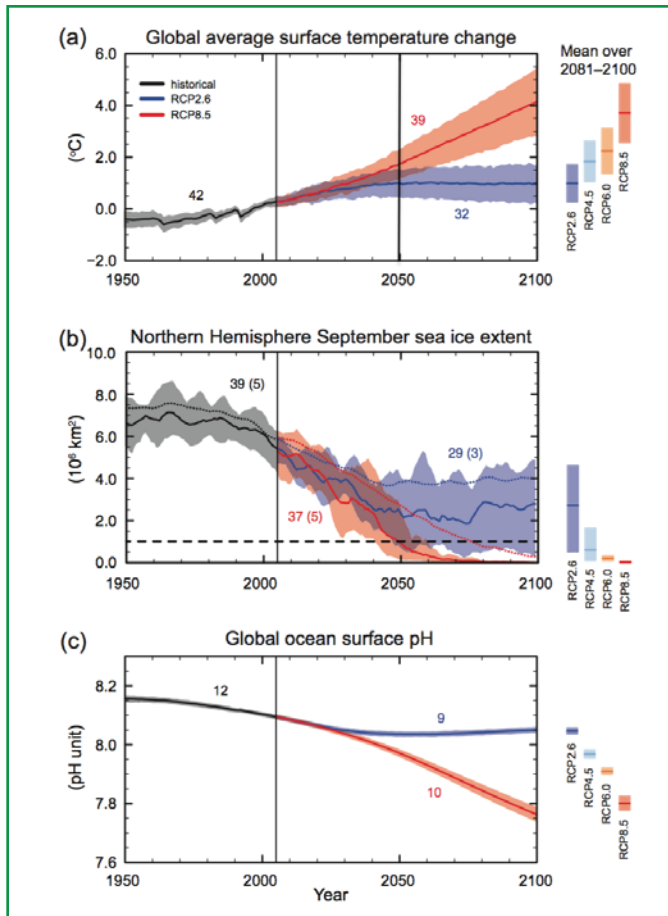 (a) Global average surface temperature change
Mean over
2081–2100
6.0
4.0
2.0
0.0
−2.0
(°C)
historical
RCP2.6
RCP8.5
42
39
32
1950 2000 2050 2100
RCP2.6
RCP4.5
RCP6.0
RCP8.5
(b) Northern Hemisphere September sea ice extent
10.0
8.0
6.0
4.0
2.0
0.0
(10⁶ km²)
39 (5)
29 (3)
37 (5)
1950 2000 2050 2100
RCP2.6
RCP4.5
RCP6.0
RCP8.5
(c) Global ocean surface pH
8.2
8.0
7.8
7.6
(pH unit)
12
9
10
1950 2000 2050 2100
Year
RCP2.6
RCP4.5
RCP6.0
RCP8.5